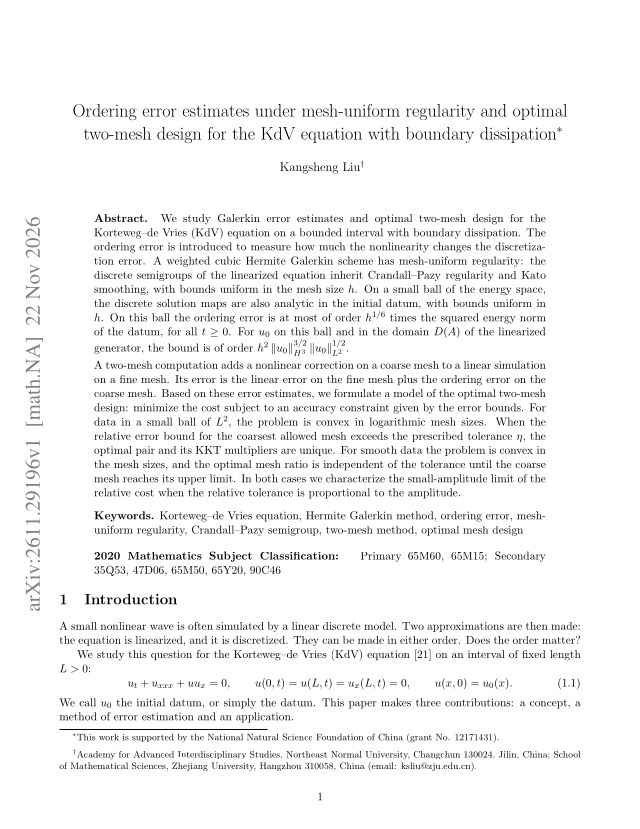 Ordering error estimates under mesh-uniform regularity and optimal
two-mesh design for the KdV equation with boundary dissipation*
Kangsheng Liu†
Abstract. We study Galerkin error estimates and optimal two-mesh design for the
Korteweg–de Vries (KdV) equation on a bounded interval with boundary dissipation. The
ordering error is introduced to measure how much the nonlinearity changes the discretiza-
tion error. A weighted cubic Hermite Galerkin scheme has mesh-uniform regularity: the
discrete semigroups of the linearized equation inherit Crandall–Pazy regularity and Kato
smoothing, with bounds uniform in the mesh size h. On a small ball of the energy space,
the discrete solution maps are also analytic in the initial datum, with bounds uniform in
h. On this ball the ordering error is at most of order h^{1/6} times the squared energy norm
of the datum, for all t ≥ 0. For u₀ on this ball and in the domain D(A) of the linearized
generator, the bound is of order h² ‖u₀‖_{H³}^{3/2} ‖u₀‖_{L²}^{1/2}.
A two-mesh computation adds a nonlinear correction on a coarse mesh to a linear simulation
on a fine mesh. Its error is the linear error on the fine mesh plus the ordering error on the
coarse mesh. Based on these error estimates, we formulate a model of the optimal two-mesh
design: minimize the cost subject to an accuracy constraint given by the error bounds. For
data in a small ball of L², the problem is convex in logarithmic mesh sizes. When the
relative error bound for the coarsest allowed mesh exceeds the prescribed tolerance η, the
optimal pair and its KKT multipliers are unique. For smooth data the problem is convex in
the mesh sizes, and the optimal mesh ratio is independent of the tolerance until the coarse
mesh reaches its upper limit. In both cases we characterize the small-amplitude limit of the
relative cost when the relative tolerance is proportional to the amplitude.
Keywords. Korteweg–de Vries equation, Hermite Galerkin method, ordering error, mesh-
uniform regularity, Crandall–Pazy semigroup, two-mesh method, optimal mesh design
2020 Mathematics Subject Classification: Primary 65M60, 65M15; Secondary
35Q53, 47D06, 65M50, 65Y20, 90C46
1 Introduction
A small nonlinear wave is often simulated by a linear discrete model. Two approximations are then made:
the equation is linearized, and it is discretized. They can be made in either order. Does the order matter?
We study this question for the Korteweg–de Vries (KdV) equation [21] on an interval of fixed length
L > 0:
u_t + u_{xxx} + uu_x = 0, u(0, t) = u(L, t) = u_x(L, t) = 0, u(x, 0) = u₀(x). (1.1)
We call u₀ the initial datum, or simply the datum. This paper makes three contributions: a concept, a
method of error estimation and an application.
*This work is supported by the National Natural Science Foundation of China (grant No. 12171431).
†Academy for Advanced Interdisciplinary Studies, Northeast Normal University, Changchun 130024, Jilin, China; School
of Mathematical Sciences, Zhejiang University, Hangzhou 310058, China (email: ksliu@zju.edu.cn).
1
arXiv:2611.29196v1 [math.NA] 22 Nov 2026